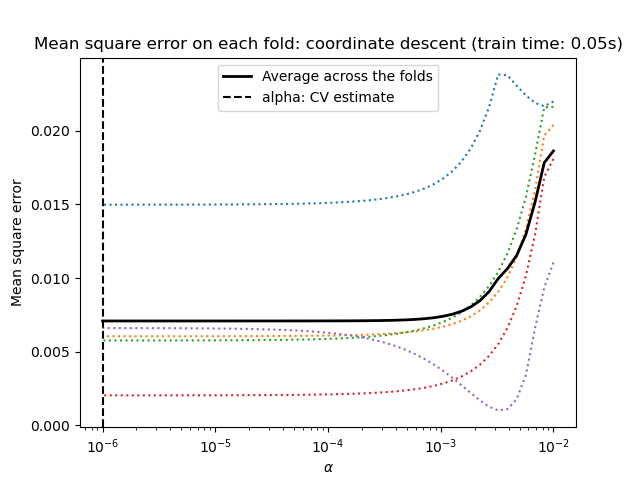 Mean square error on each fold: coordinate descent (train time: 0.05s)
Average across the folds
alpha: CV estimate
Mean square error
0.020
0.015
0.010
0.005
0.000
10⁻⁶ 10⁻⁵ 10⁻⁴ 10⁻³ 10⁻²
α